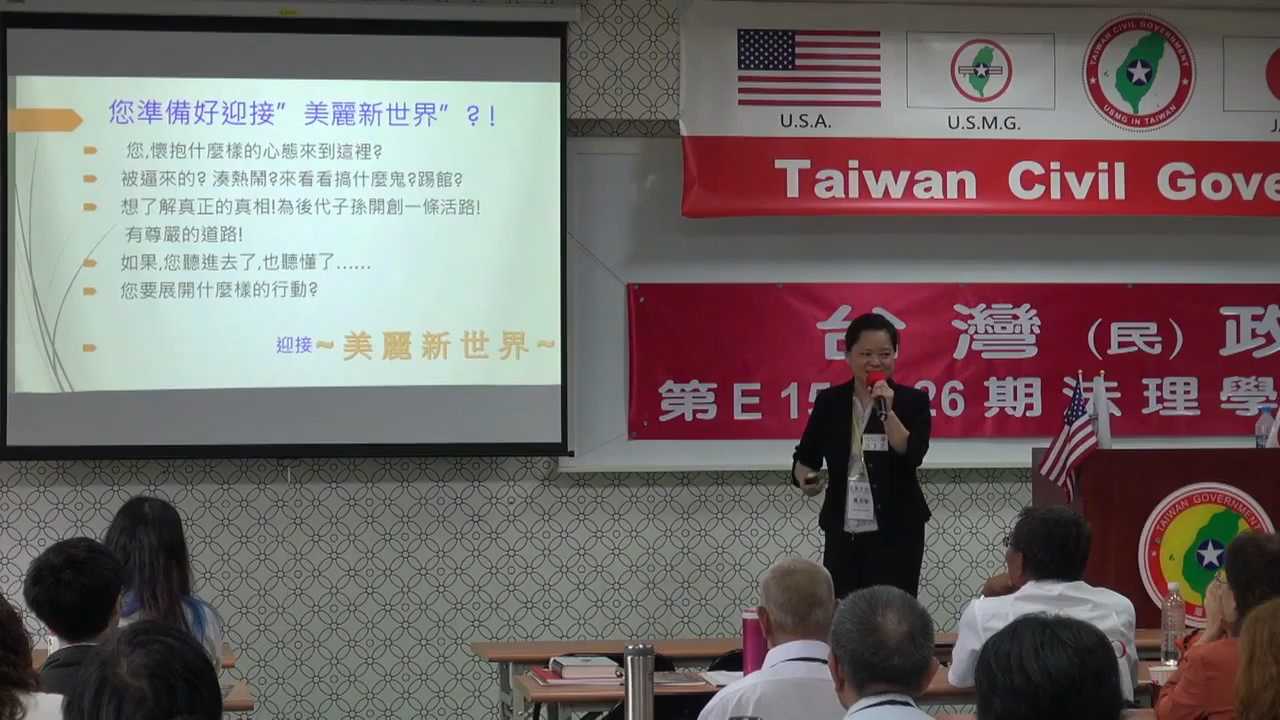 您準備好迎接”美麗新世界”?!
您,懷抱什麼樣的心態來到這裡?
被逼來的?湊熱鬧?來看看搞什麼鬼?踢館?
想了解真正的真相!為後代子孫開創一條活路!
有尊嚴的道路!
如果,您聽進去了,也聽懂了......
您要展開什麼樣的行動?
迎接~美麗新世界~
U.S.A.
U.S.M.G.
TAIWAN CIVIL GOVERNMENT
USMG IN TAIWAN
J
Taiwan Civil Gove
台灣(民)政
第E15 26期法理學
TAIWAN GOVERNMENT